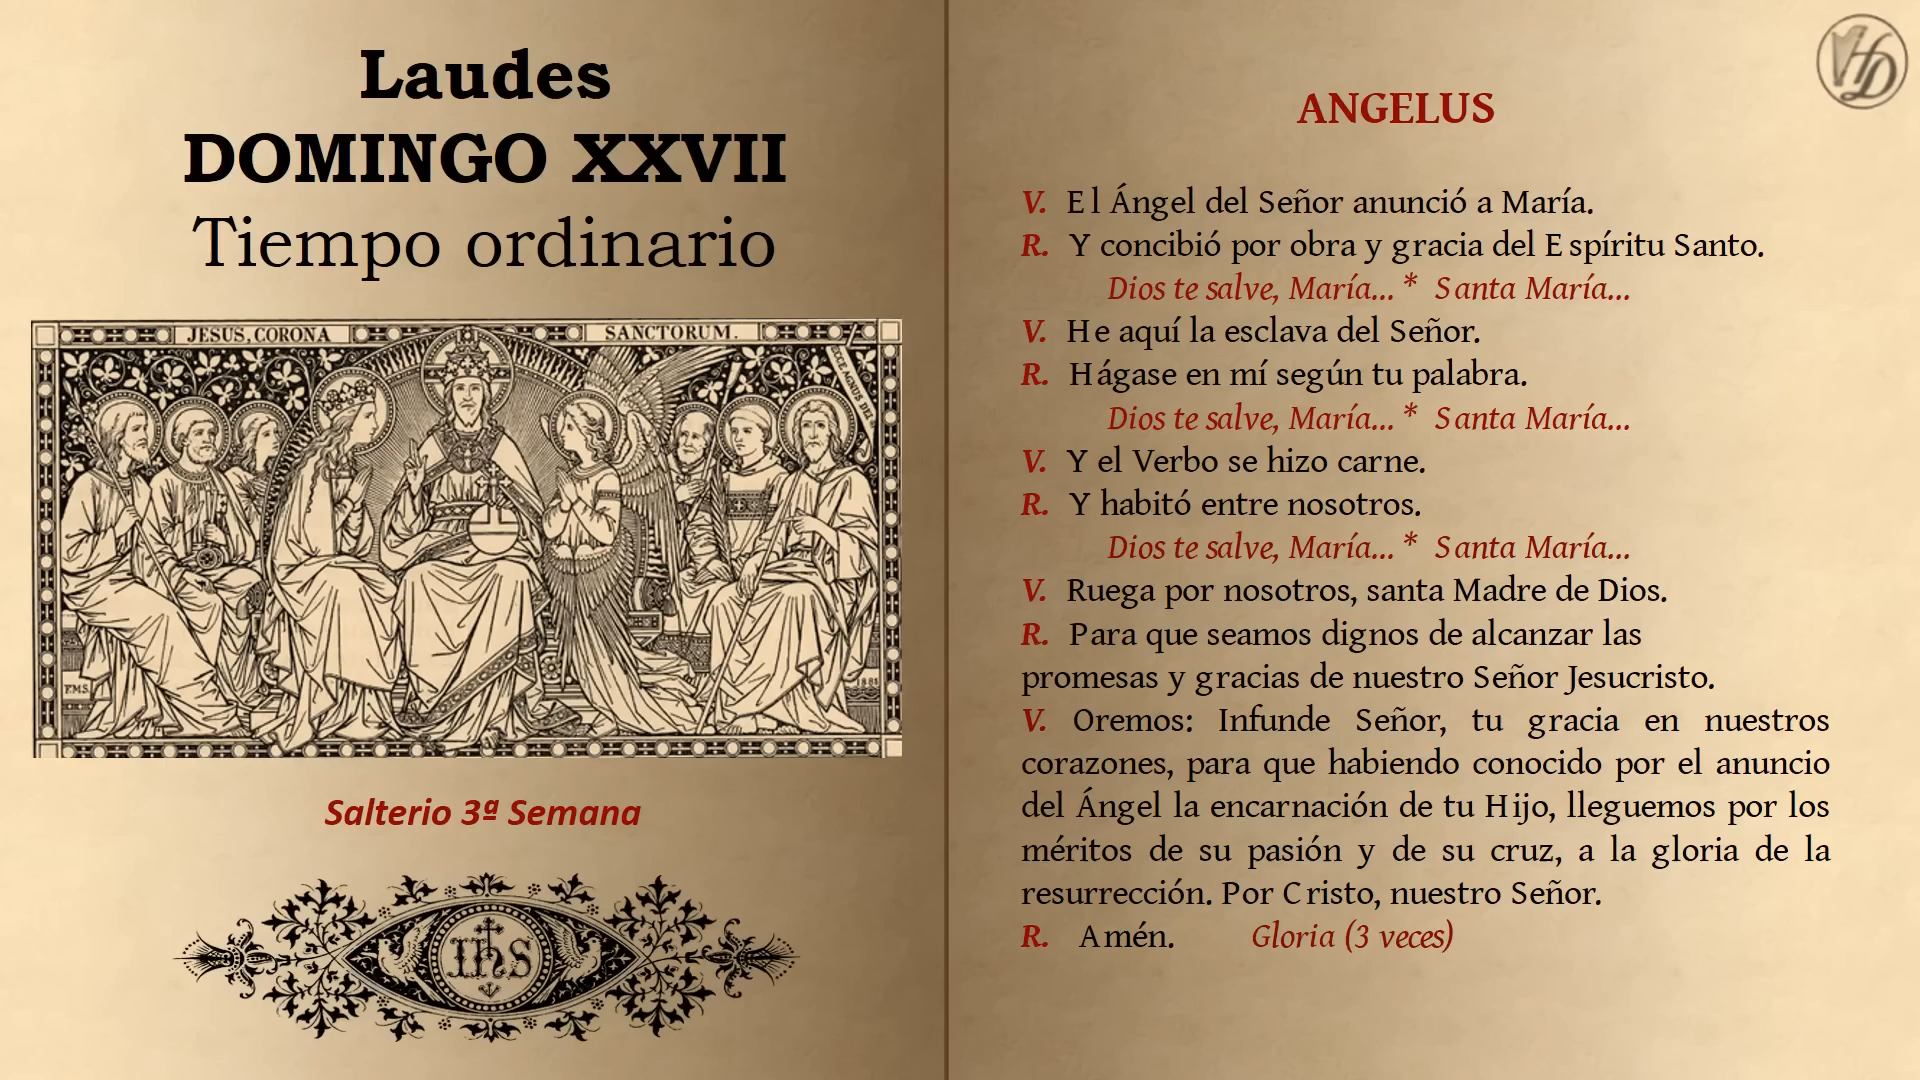 Laudes
DOMINGO XXVII
Tiempo ordinario
JESUS, CORONA
SANCTORUM.
ECCE AGNUS DEI
F.M.S.
Salterio 3ª Semana
IHS
HD
ANGELUS
V. El Ángel del Señor anunció a María.
R. Y concibió por obra y gracia del Espíritu Santo.
Dios te salve, María... * Santa María...
V. He aquí la esclava del Señor.
R. Hágase en mí según tu palabra.
Dios te salve, María... * Santa María...
V. Y el Verbo se hizo carne.
R. Y habitó entre nosotros.
Dios te salve, María... * Santa María...
V. Ruega por nosotros, santa Madre de Dios.
R. Para que seamos dignos de alcanzar las
promesas y gracias de nuestro Señor Jesucristo.
V. Oremos: Infunde Señor, tu gracia en nuestros
corazones, para que habiendo conocido por el anuncio
del Ángel la encarnación de tu Hijo, lleguemos por los
méritos de su pasión y de su cruz, a la gloria de la
resurrección. Por Cristo, nuestro Señor.
R. Amén. Gloria (3 veces)